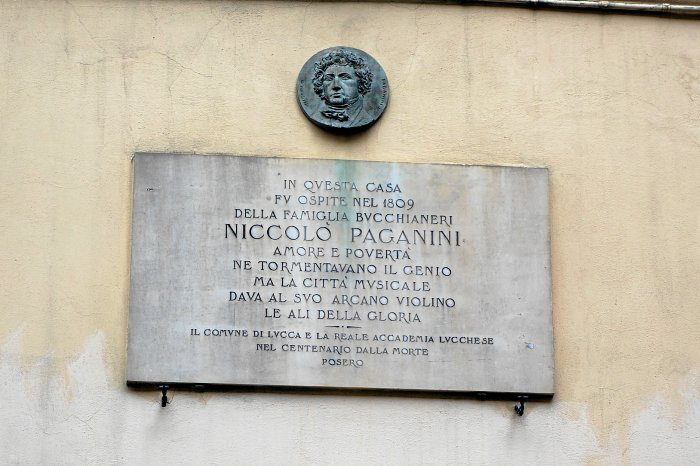 IN QVESTA CASA
FV OSPITE NEL 1809
DELLA FAMIGLIA BVCCHIANERI
NICCOLÒ PAGANINI
AMORE E POVERTÀ
NE TORMENTAVANO IL GENIO
MA LA CITTÀ MVSICALE
DAVA AL SVO ARCANO VIOLINO
LE ALI DELLA GLORIA
IL COMVNE DI LVCCA E LA REALE ACCADEMIA LVCCHESE
NEL CENTENARIO DALLA MORTE
POSERO